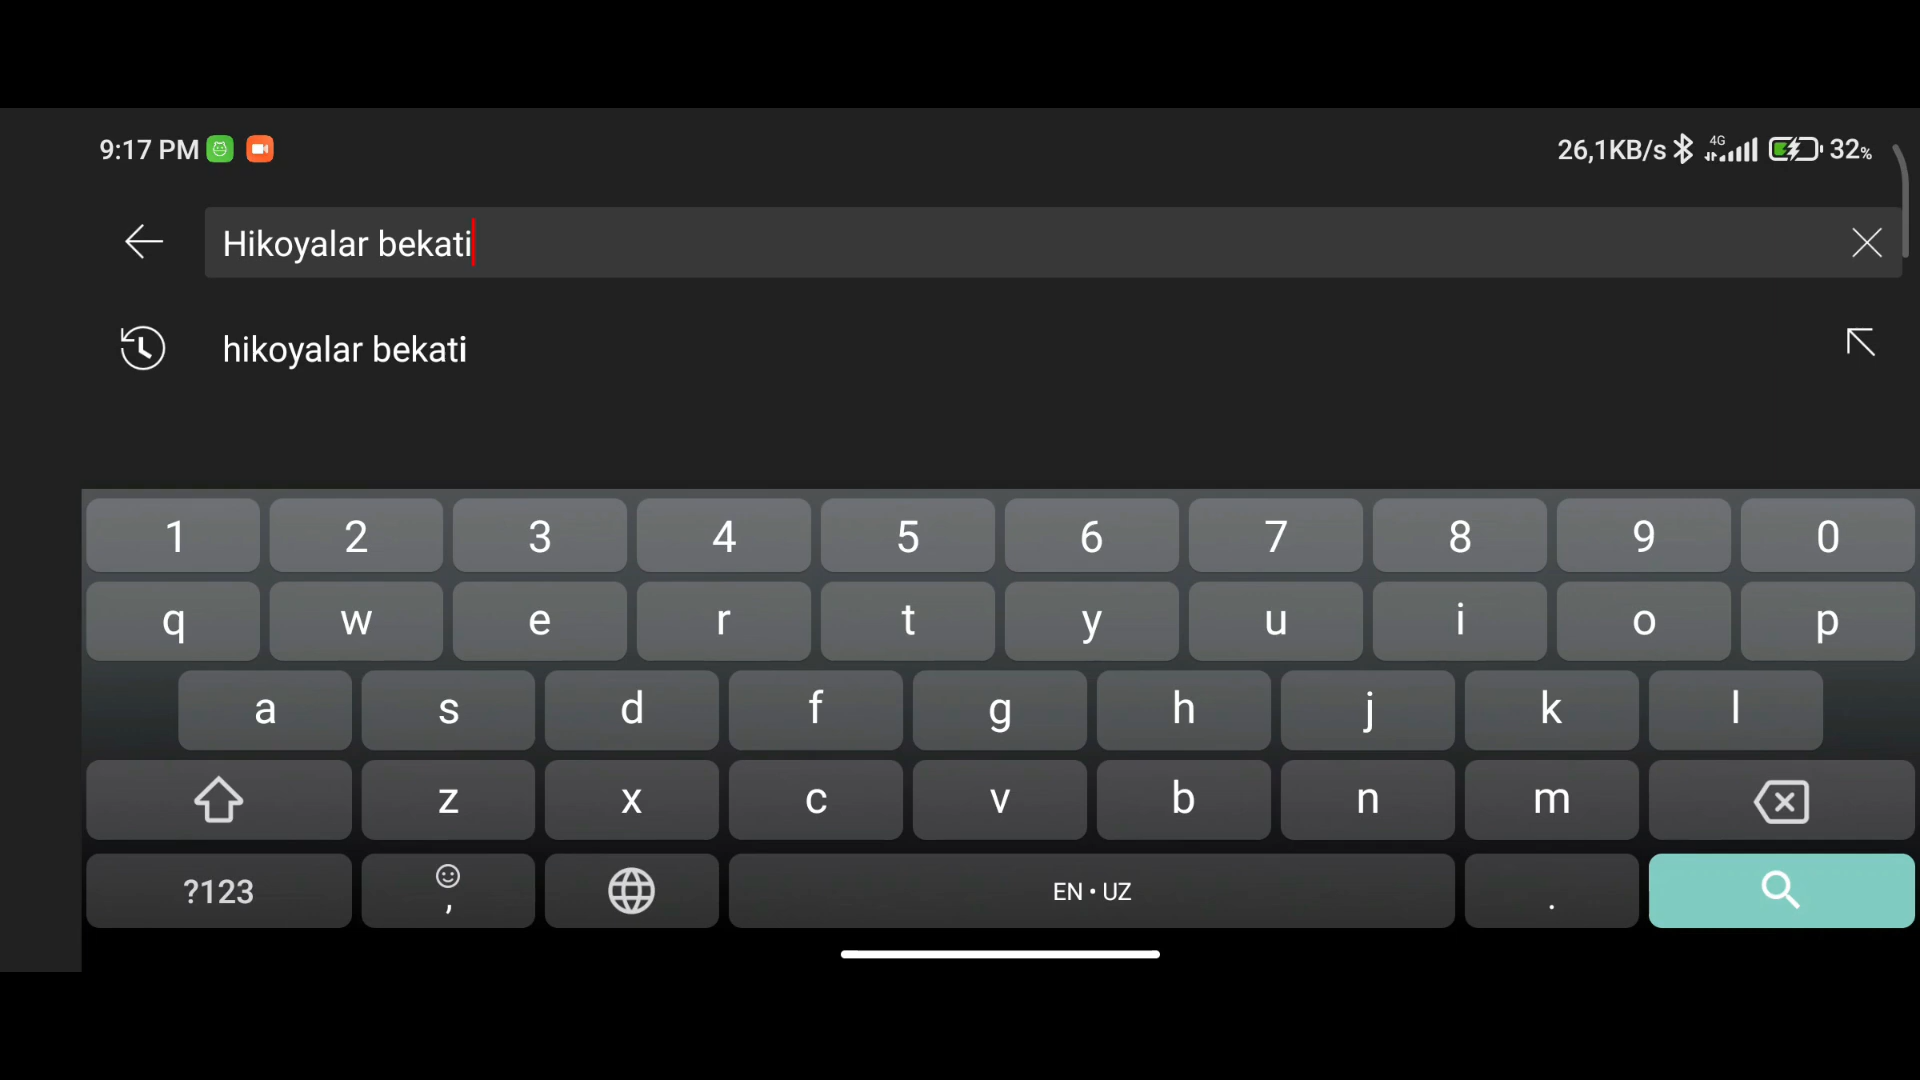 9:17 PM 26,1KB/s 4G 32%
Hikoyalar bekati
hikoyalar bekati
1 2 3 4 5 6 7 8 9 0
q w e r t y u i o p
a s d f g h j k l
z x c v b n m
?123 , EN • UZ .